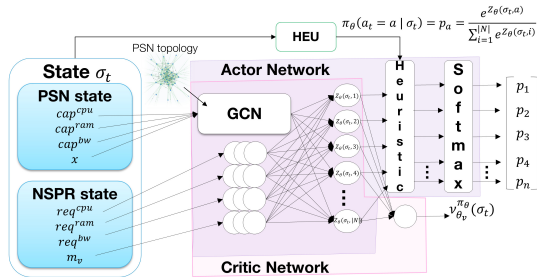 HEU
π_θ(a_t = a | σ_t) = p_a = e^{Z_θ(σ_t,a)} / Σ_{i=1}^{|N|} e^{Z_θ(σ_t,i)}
PSN topology
State σ_t
Actor Network
PSN state
cap^{cpu}
cap^{ram}
cap^{bw}
x
GCN
Z_θ(σ_t, 1)
Z_θ(σ_t, 2)
Z_θ(σ_t, 3)
Z_θ(σ_t, 4)
Z_θ(σ_t, |N|)
Heuristic
Softmax
p_1
p_2
p_3
p_4
p_n
NSPR state
req^{cpu}
req^{ram}
req^{bw}
m_v
ν_{θ_v}^{π_θ}(σ_t)
Critic Network